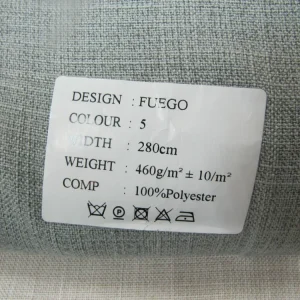 DESIGN : FUEGO
COLOUR : 5
WIDTH : 280cm
WEIGHT : 460g/m² ± 10/m²
COMP : 100%Polyester